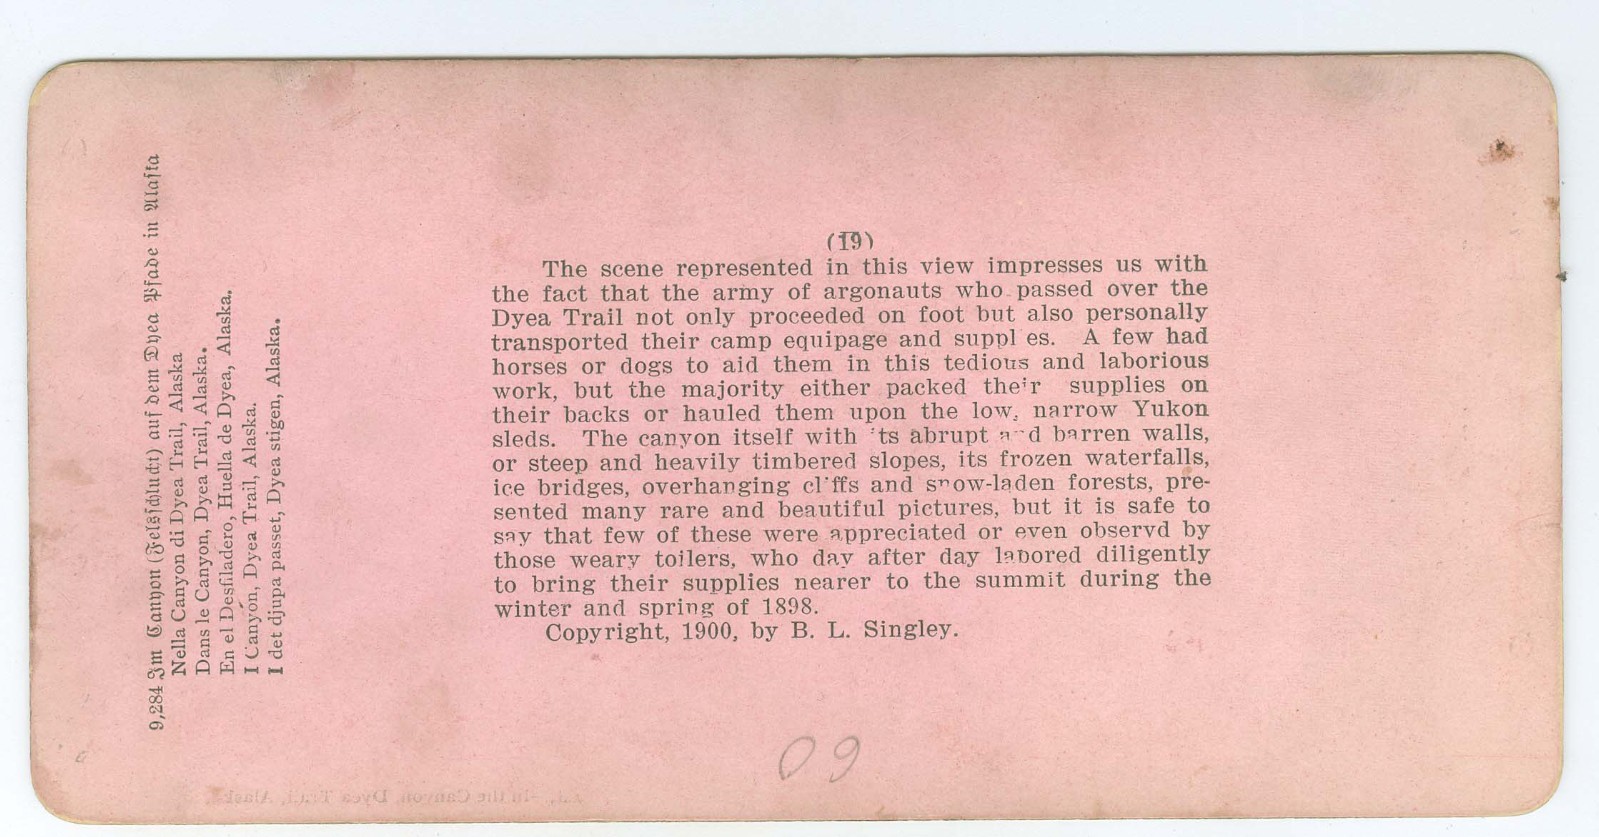 9,284 Im Canyon (Felsschlucht) auf dem Dyea Pfade in Alaska
Nella Canyon di Dyea Trail, Alaska
Dans le Canyon, Dyea Trail, Alaska.
En el Desfiladero, Huella de Dyea, Alaska.
I Canyon, Dyea Trail, Alaska.
I det djupa passet, Dyea stigen, Alaska.
(19)
The scene represented in this view impresses us with
the fact that the army of argonauts who passed over the
Dyea Trail not only proceeded on foot but also personally
transported their camp equipage and suppl es. A few had
horses or dogs to aid them in this tedious and laborious
work, but the majority either packed their supplies on
their backs or hauled them upon the low, narrow Yukon
sleds. The canyon itself with its abrupt and barren walls,
or steep and heavily timbered slopes, its frozen waterfalls,
ice bridges, overhanging cliffs and snow-laden forests, pre-
sented many rare and beautiful pictures, but it is safe to
say that few of these were appreciated or even observd by
those weary toilers, who day after day labored diligently
to bring their supplies nearer to the summit during the
winter and spring of 1898.
Copyright, 1900, by B. L. Singley.
In the Canyon, Dyea Trail, Alaska.